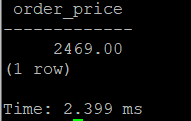 order_price
-------------
2469.00
(1 row)
Time: 2.399 ms